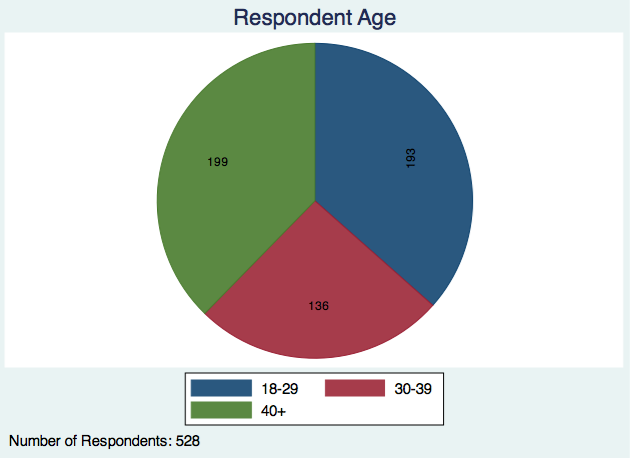 Respondent Age
199
193
136
18-29 30-39
40+
Number of Respondents: 528